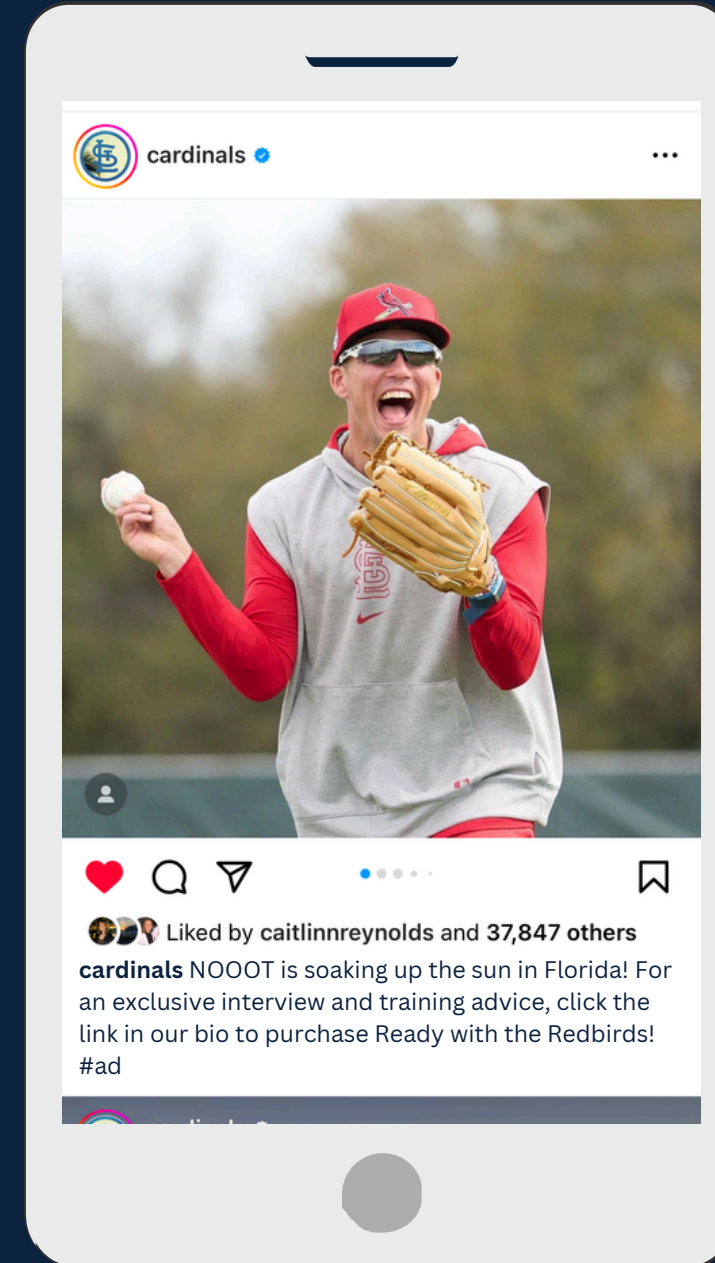 cardinals
Liked by caitlinnreynolds and 37,847 others
cardinals NOOOT is soaking up the sun in Florida! For
an exclusive interview and training advice, click the
link in our bio to purchase Ready with the Redbirds!
#ad